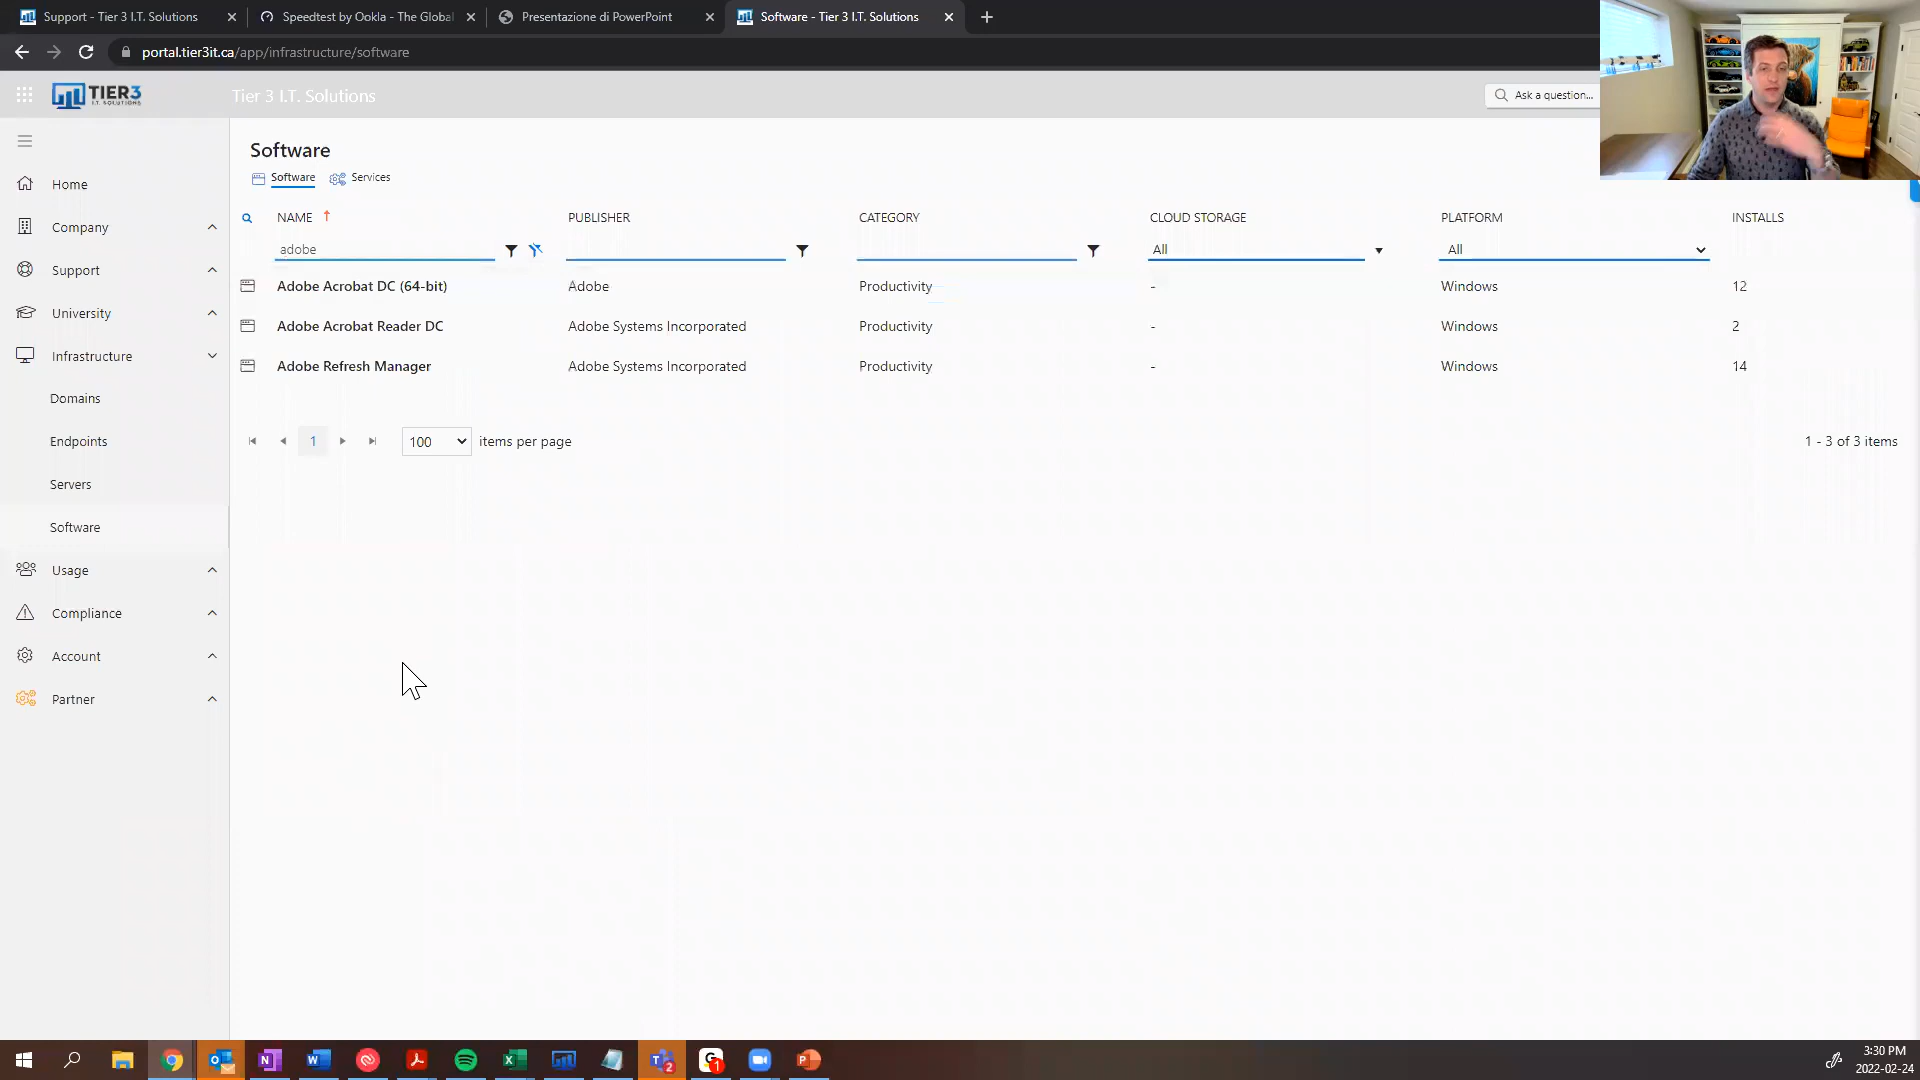 Support - Tier 3 I.T. Solutions
Speedtest by Ookla - The Global
Presentazione di PowerPoint
Software - Tier 3 I.T. Solutions
portal.tier3it.ca/app/infrastructure/software
TIER3
I.T. SOLUTIONS
Tier 3 I.T. Solutions
Ask a question...
Home
Company
Support
University
Infrastructure
Domains
Endpoints
Servers
Software
Usage
Compliance
Account
Partner
Software
Software Services
NAME PUBLISHER CATEGORY CLOUD STORAGE PLATFORM INSTALLS
adobe All All
Adobe Acrobat DC (64-bit) Adobe Productivity - Windows 12
Adobe Acrobat Reader DC Adobe Systems Incorporated Productivity - Windows 2
Adobe Refresh Manager Adobe Systems Incorporated Productivity - Windows 14
1 100 items per page 1 - 3 of 3 items
3:30 PM
2022-02-24